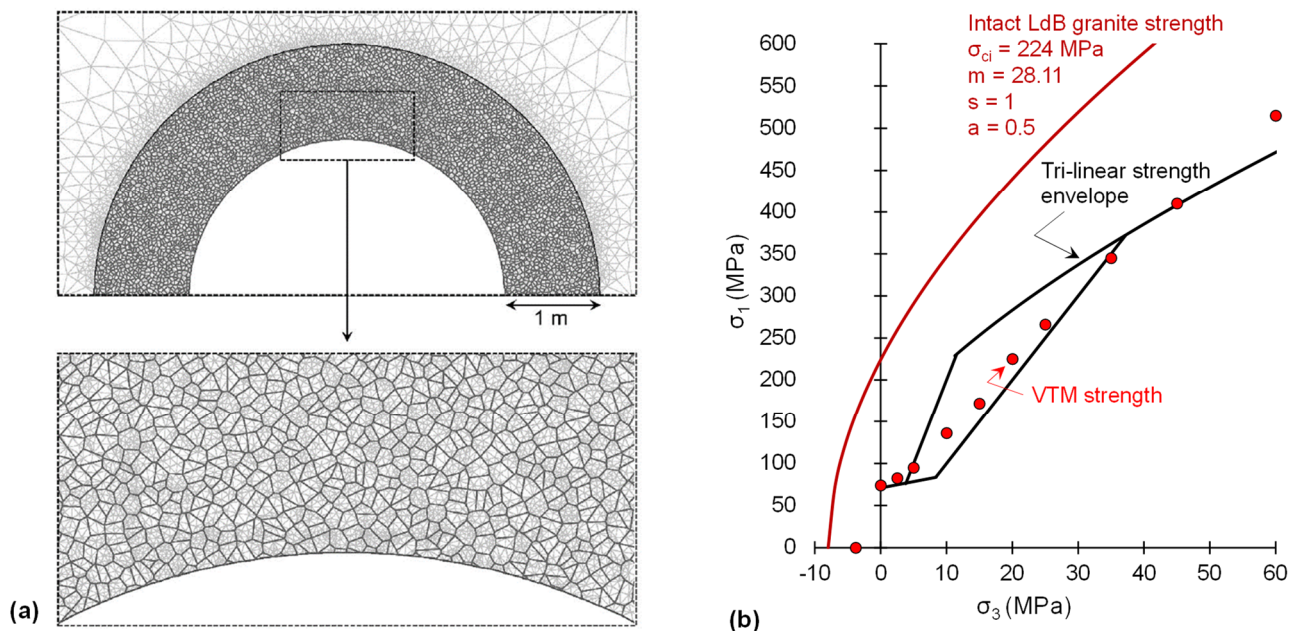 1 m
(a)
Intact LdB granite strength
σci = 224 MPa
m = 28.11
s = 1
a = 0.5
Tri-linear strength
envelope
VTM strength
σ1 (MPa)
600
550
500
450
400
350
300
250
200
150
100
50
0
-10 0 10 20 30 40 50 60
σ3 (MPa)
(b)